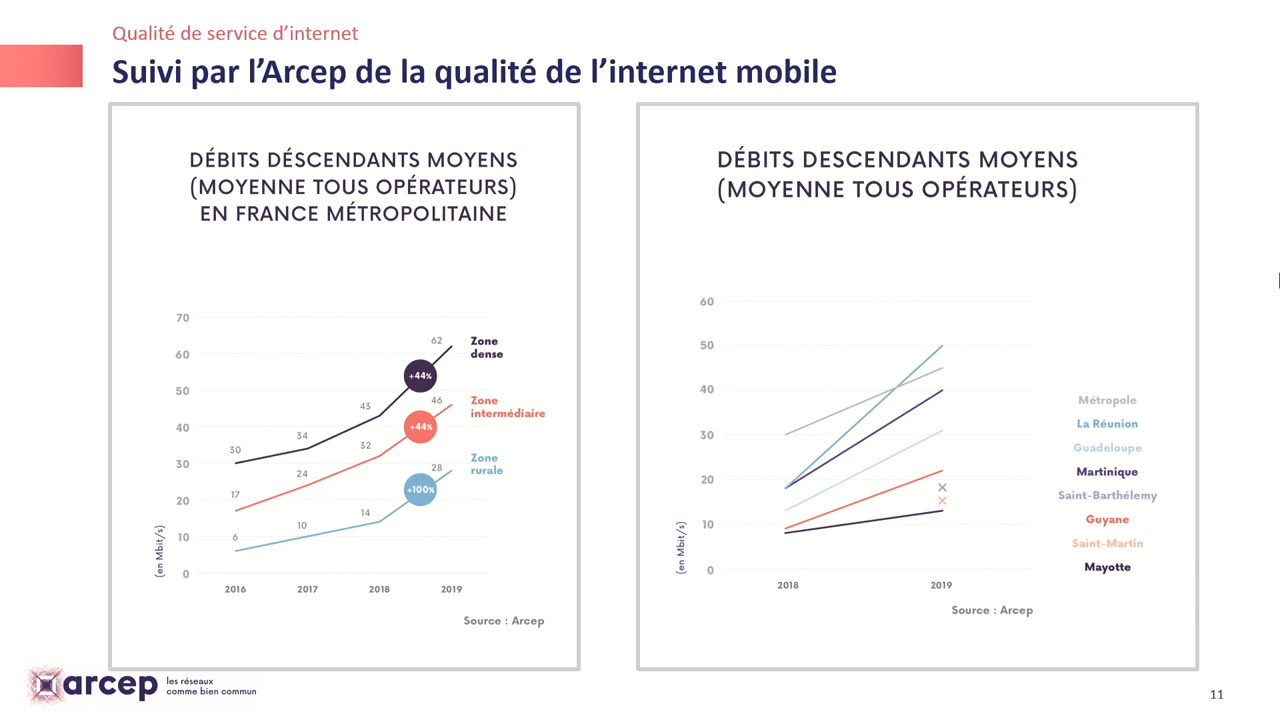 Qualité de service d’internet
Suivi par l’Arcep de la qualité de l’internet mobile
DÉBITS DÉSCENDANTS MOYENS
(MOYENNE TOUS OPÉRATEURS)
EN FRANCE MÉTROPOLITAINE
70
60
50
40
30
20
10
0
(en Mbit/s)
30
34
43
62
17
24
32
46
6
10
14
28
+44%
+44%
+100%
Zone
dense
Zone
intermédiaire
Zone
rurale
2016
2017
2018
2019
Source : Arcep
DÉBITS DESCENDANTS MOYENS
(MOYENNE TOUS OPÉRATEURS)
60
50
40
30
20
10
0
(en Mbit/s)
2018
2019
Métropole
La Réunion
Guadeloupe
Martinique
Saint-Barthélemy
Guyane
Saint-Martin
Mayotte
Source : Arcep
arcep
les réseaux
comme bien commun
11